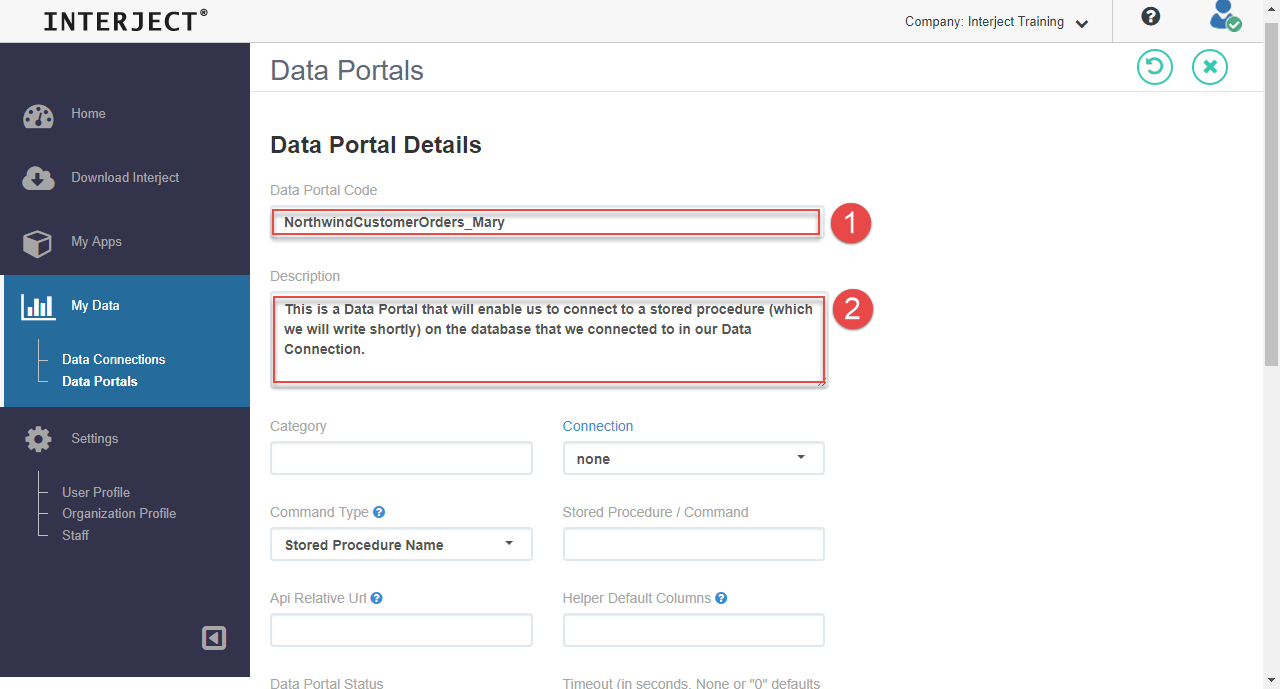 INTERJECT®
Company: Interject Training
Data Portals
Home
Download Interject
My Apps
My Data
Data Connections
Data Portals
Settings
User Profile
Organization Profile
Staff
Data Portal Details
Data Portal Code
NorthwindCustomerOrders_Mary
1
Description
This is a Data Portal that will enable us to connect to a stored procedure (which
we will write shortly) on the database that we connected to in our Data
Connection.
2
Category
Connection
none
Command Type
Stored Procedure / Command
Stored Procedure Name
Api Relative Url
Helper Default Columns
Data Portal Status
Timeout (in seconds, None or "0" defaults